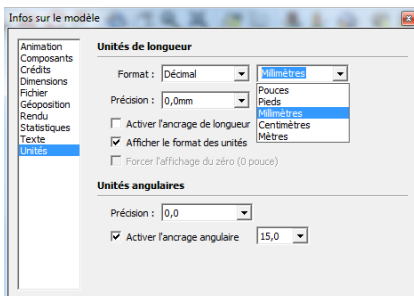 Infos sur le modèle
Animation
Composants
Crédits
Dimensions
Fichier
Géoposition
Rendu
Statistiques
Texte
Unités
Unités de longueur
Format : Décimal Millimètres
Pouces
Pieds
Millimètres
Centimètres
Mètres
Précision : 0,0mm
Activer l'ancrage de longueur
Afficher le format des unités
Forcer l'affichage du zéro (0 pouce)
Unités angulaires
Précision : 0,0
Activer l'ancrage angulaire 15,0